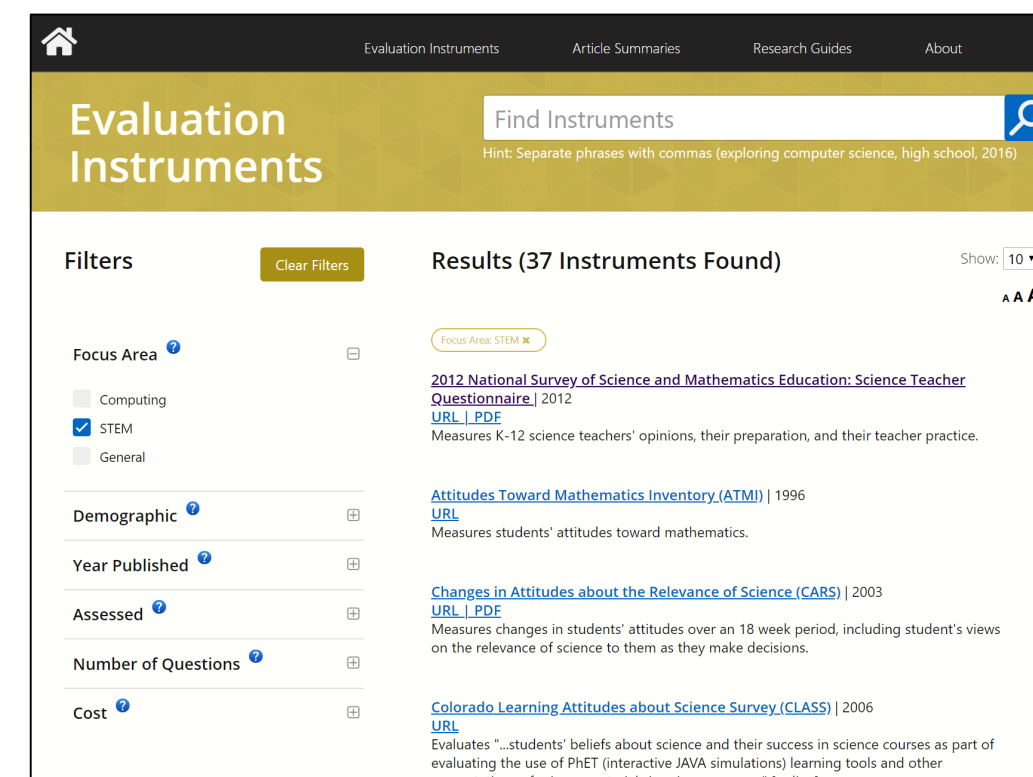 Evaluation Instruments Article Summaries Research Guides About
Evaluation
Instruments
Find Instruments
Hint: Separate phrases with commas (exploring computer science, high school, 2016)
Filters
Clear Filters
Focus Area ?
Computing
STEM
General
Demographic ?
Year Published ?
Assessed ?
Number of Questions ?
Cost ?
Results (37 Instruments Found)
Show: 10
A A A
Focus Area: STEM ✖
2012 National Survey of Science and Mathematics Education: Science Teacher
Questionnaire | 2012
URL | PDF
Measures K-12 science teachers' opinions, their preparation, and their teacher practice.
Attitudes Toward Mathematics Inventory (ATMI) | 1996
URL
Measures students' attitudes toward mathematics.
Changes in Attitudes about the Relevance of Science (CARS) | 2003
URL | PDF
Measures changes in students' attitudes over an 18 week period, including student's views
on the relevance of science to them as they make decisions.
Colorado Learning Attitudes about Science Survey (CLASS) | 2006
URL
Evaluates "...students' beliefs about science and their success in science courses as part of
evaluating the use of PhET (interactive JAVA simulations) learning tools and other